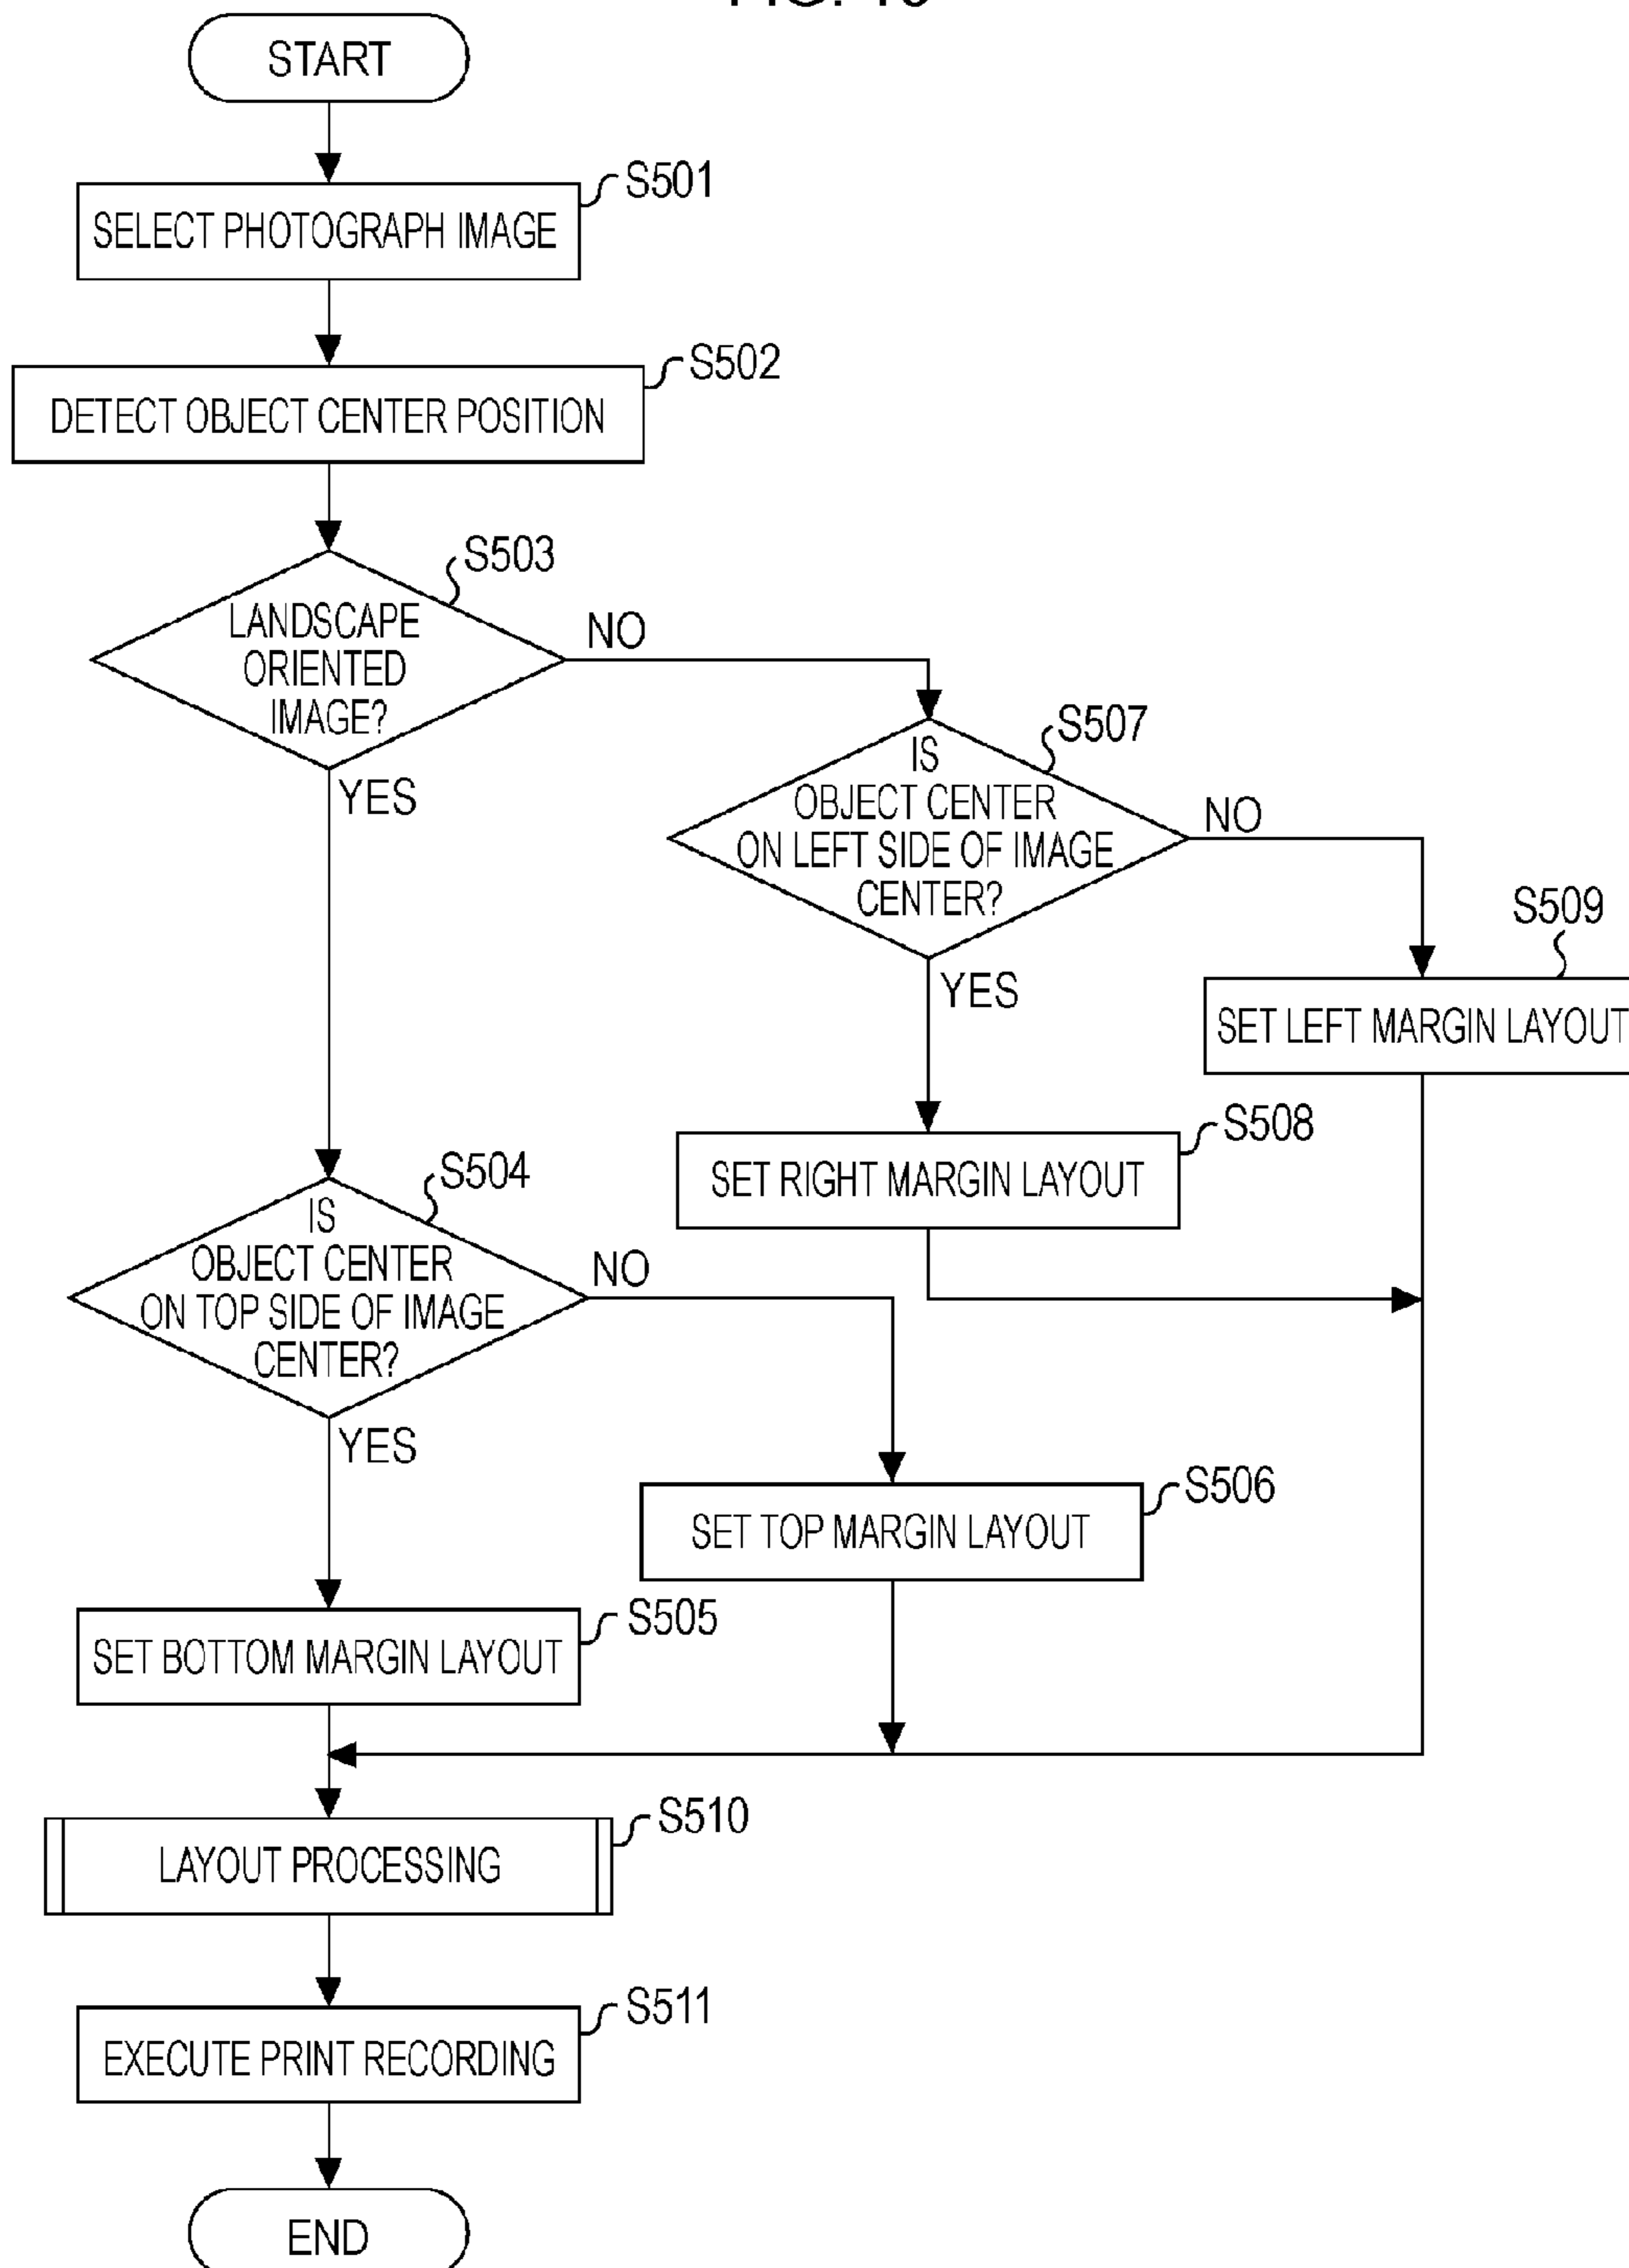 START
S501
SELECT PHOTOGRAPH IMAGE
S502
DETECT OBJECT CENTER POSITION
S503
LANDSCAPE
ORIENTED
IMAGE?
NO
YES
S507
IS
OBJECT CENTER
ON LEFT SIDE OF IMAGE
CENTER?
NO
YES
S509
SET LEFT MARGIN LAYOUT
S508
SET RIGHT MARGIN LAYOUT
S504
IS
OBJECT CENTER
ON TOP SIDE OF IMAGE
CENTER?
NO
YES
S506
SET TOP MARGIN LAYOUT
S505
SET BOTTOM MARGIN LAYOUT
S510
LAYOUT PROCESSING
S511
EXECUTE PRINT RECORDING
END